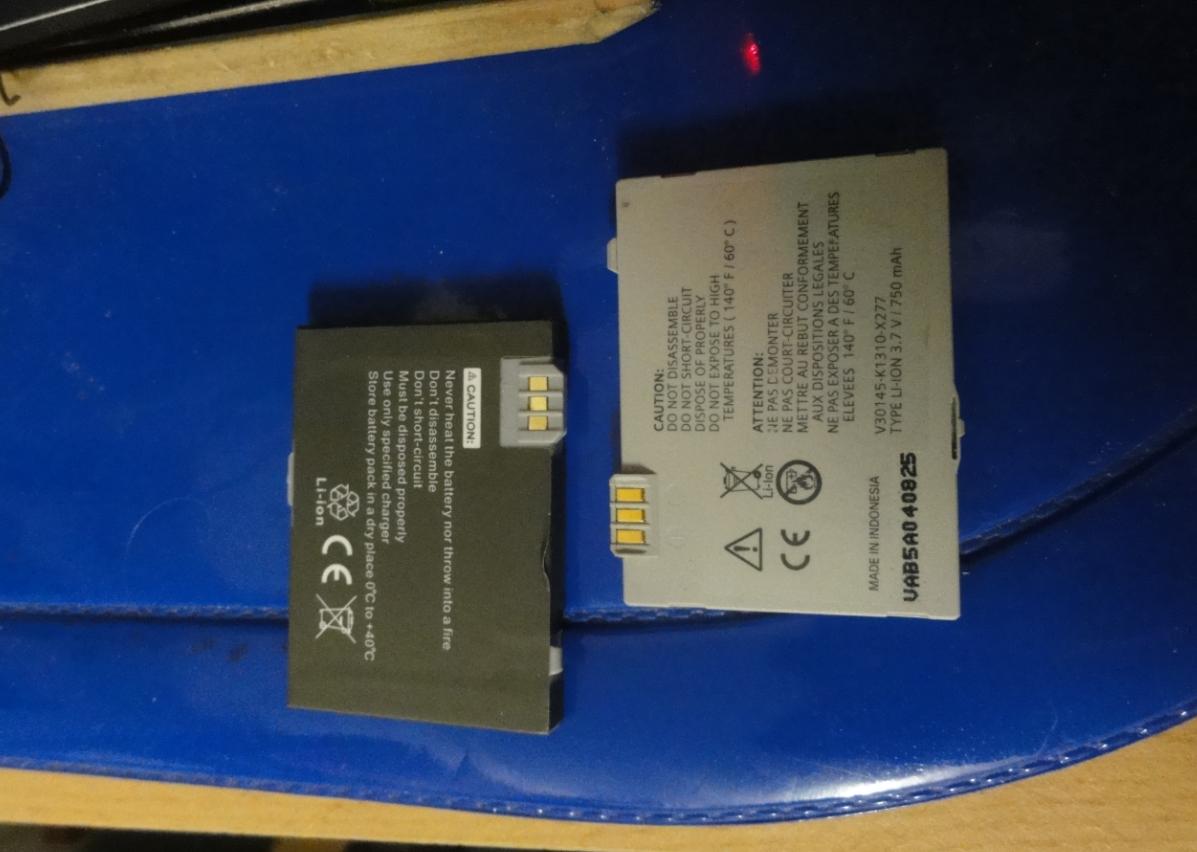 ⚠ CAUTION:
Never heat the battery nor throw into a fire
Don't disassemble
Don't short-circuit
Must be disposed properly
Use only specified charger
Store battery pack in a dry place 0°C to +40°C
Li-ion
CE
CAUTION:
DO NOT DISASSEMBLE
DO NOT SHORT-CIRCUIT
DISPOSE OF PROPERLY
DO NOT EXPOSE TO HIGH
TEMPERATURES ( 140° F / 60° C )
ATTENTION:
NE PAS DEMONTER
NE PAS COURT-CIRCUITER
METTRE AU REBUT CONFORMEMENT
AUX DISPOSITIONS LEGALES
NE PAS EXPOSER A DES TEMPERATURES
ELEVEES 140° F / 60° C
V30145-K1310-X277
TYPE LI-ION 3.7 V / 750 mAh
Li-Ion
CE
MADE IN INDONESIA
VAB5A040825